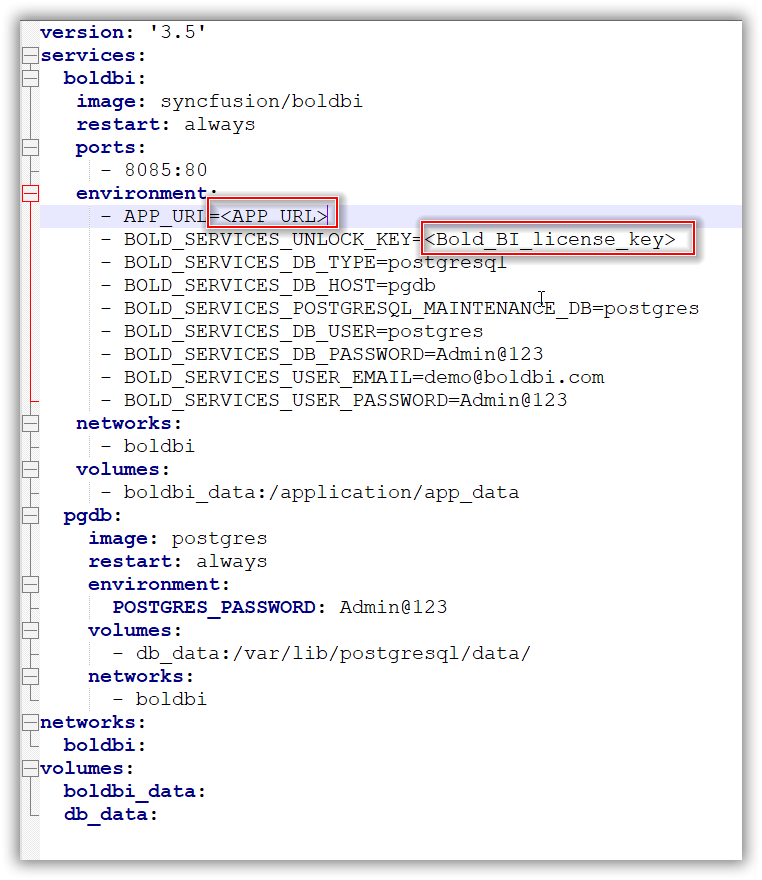 version: '3.5'
services:
  boldbi:
   image: syncfusion/boldbi
   restart: always
   ports:
     - 8085:80
   environment:
     - APP_URL=<APP_URL>
     - BOLD_SERVICES_UNLOCK_KEY=<Bold_BI_license_key>
     - BOLD_SERVICES_DB_TYPE=postgresql
     - BOLD_SERVICES_DB_HOST=pgdb
     - BOLD_SERVICES_POSTGRESQL_MAINTENANCE_DB=postgres
     - BOLD_SERVICES_DB_USER=postgres
     - BOLD_SERVICES_DB_PASSWORD=Admin@123
     - BOLD_SERVICES_USER_EMAIL=demo@boldbi.com
     - BOLD_SERVICES_USER_PASSWORD=Admin@123
   networks:
     - boldbi
   volumes:
     - boldbi_data:/application/app_data
  pgdb:
    image: postgres
    restart: always
    environment:
      POSTGRES_PASSWORD: Admin@123
    volumes:
      - db_data:/var/lib/postgresql/data/
    networks:
      - boldbi
networks:
  boldbi:
volumes:
  boldbi_data:
  db_data: